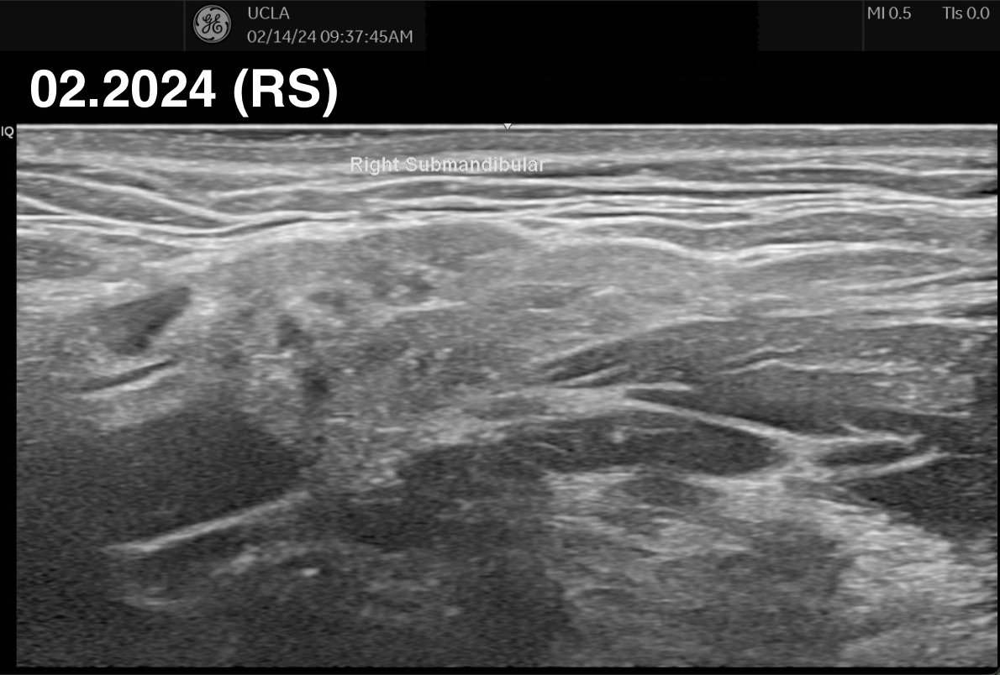 UCLA
02/14/24 09:37:45AM
MI 0.5 TIs 0.0
02.2024 (RS)
IQ
Right Submandibular